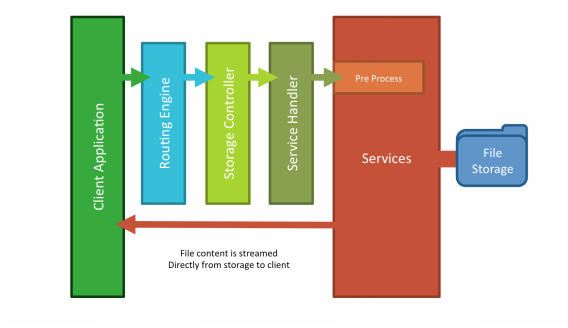 Client Application
Routing Engine
Storage Controller
Service Handler
Pre Process
Services
File
Storage
File content is streamed
Directly from storage to client